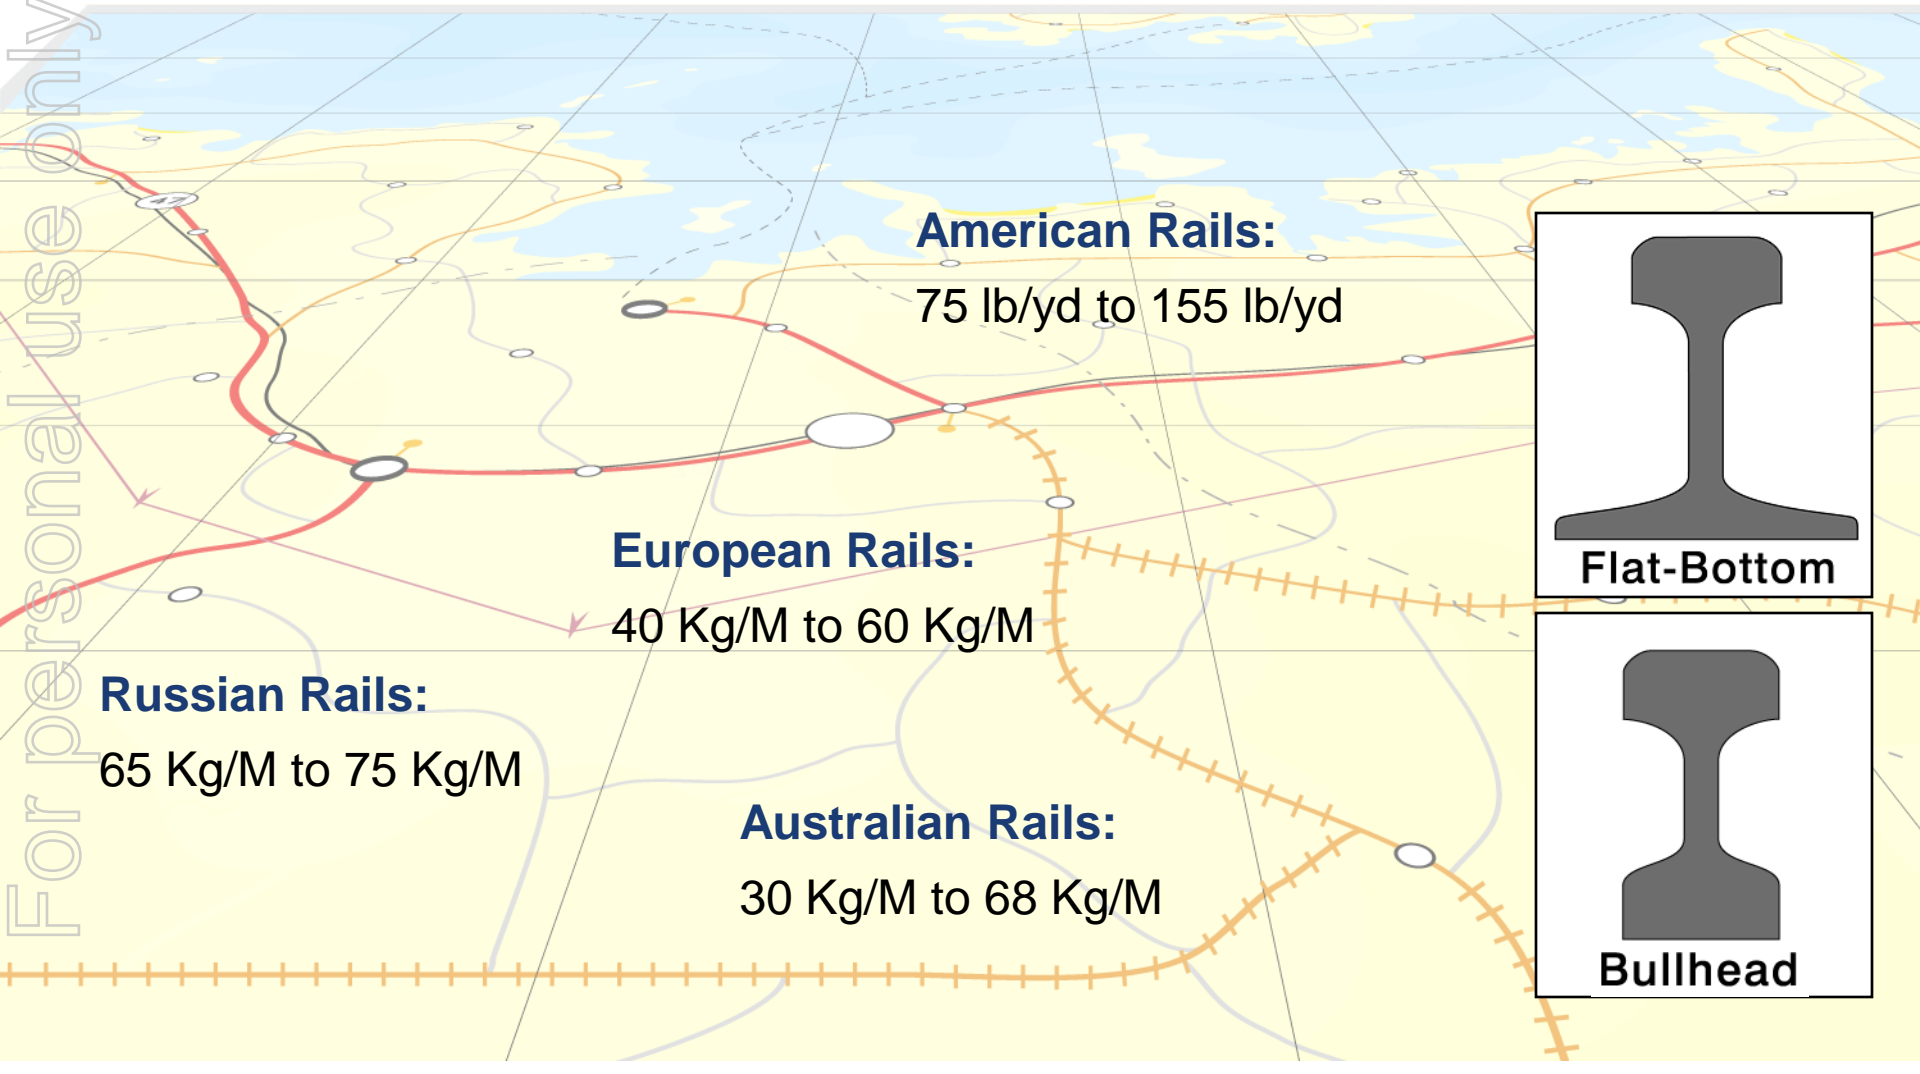 For personal use only
47
American Rails:
75 lb/yd to 155 lb/yd
European Rails:
40 Kg/M to 60 Kg/M
Russian Rails:
65 Kg/M to 75 Kg/M
Australian Rails:
30 Kg/M to 68 Kg/M
Flat-Bottom
Bullhead